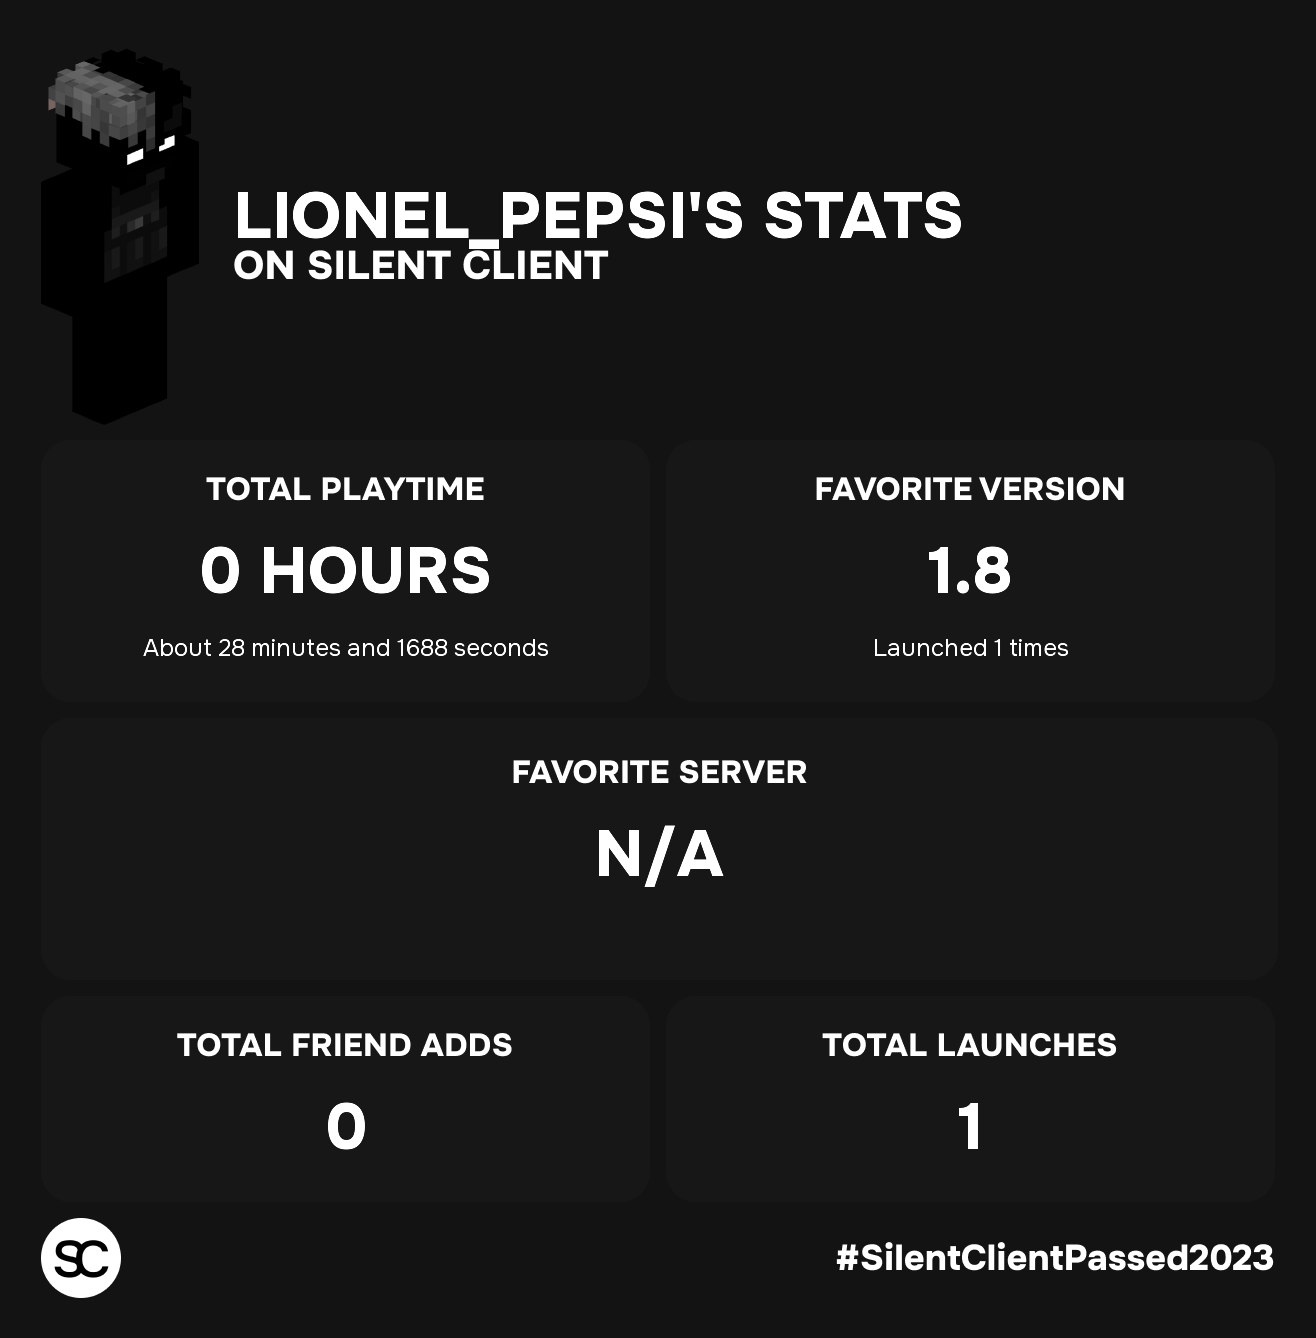 LIONEL_PEPSI'S STATS
ON SILENT CLIENT
TOTAL PLAYTIME
0 HOURS
About 28 minutes and 1688 seconds
FAVORITE VERSION
1.8
Launched 1 times
FAVORITE SERVER
N/A
TOTAL FRIEND ADDS
0
TOTAL LAUNCHES
1
SC
#SilentClientPassed2023